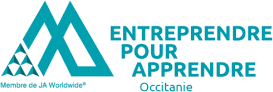 ENTREPRENDRE
POUR
APPRENDRE
Occitanie
Membre de JA Worldwide®